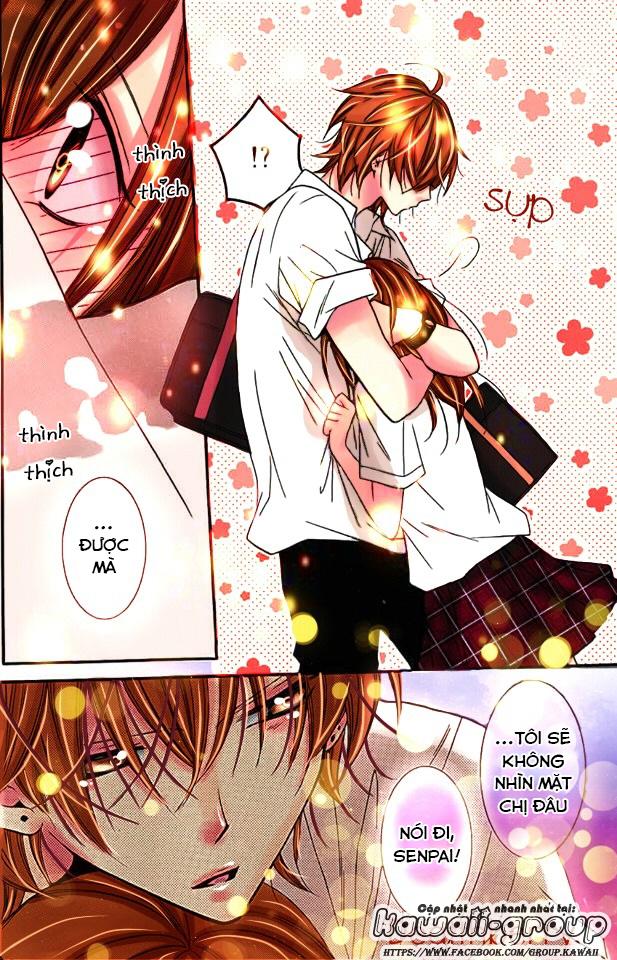 thình
thịch
!?
sụp
thình
thịch
...
ĐƯỢC
MÀ
...TÔI SẼ
KHÔNG
NHÌN MẶT
CHỊ ĐÂU
NÓI ĐI,
SENPAI!
Cập nhật nhanh nhất tại:
kawaii-group
HTTPS://WWW.FACEBOOK.COM/GROUP.KAWAII